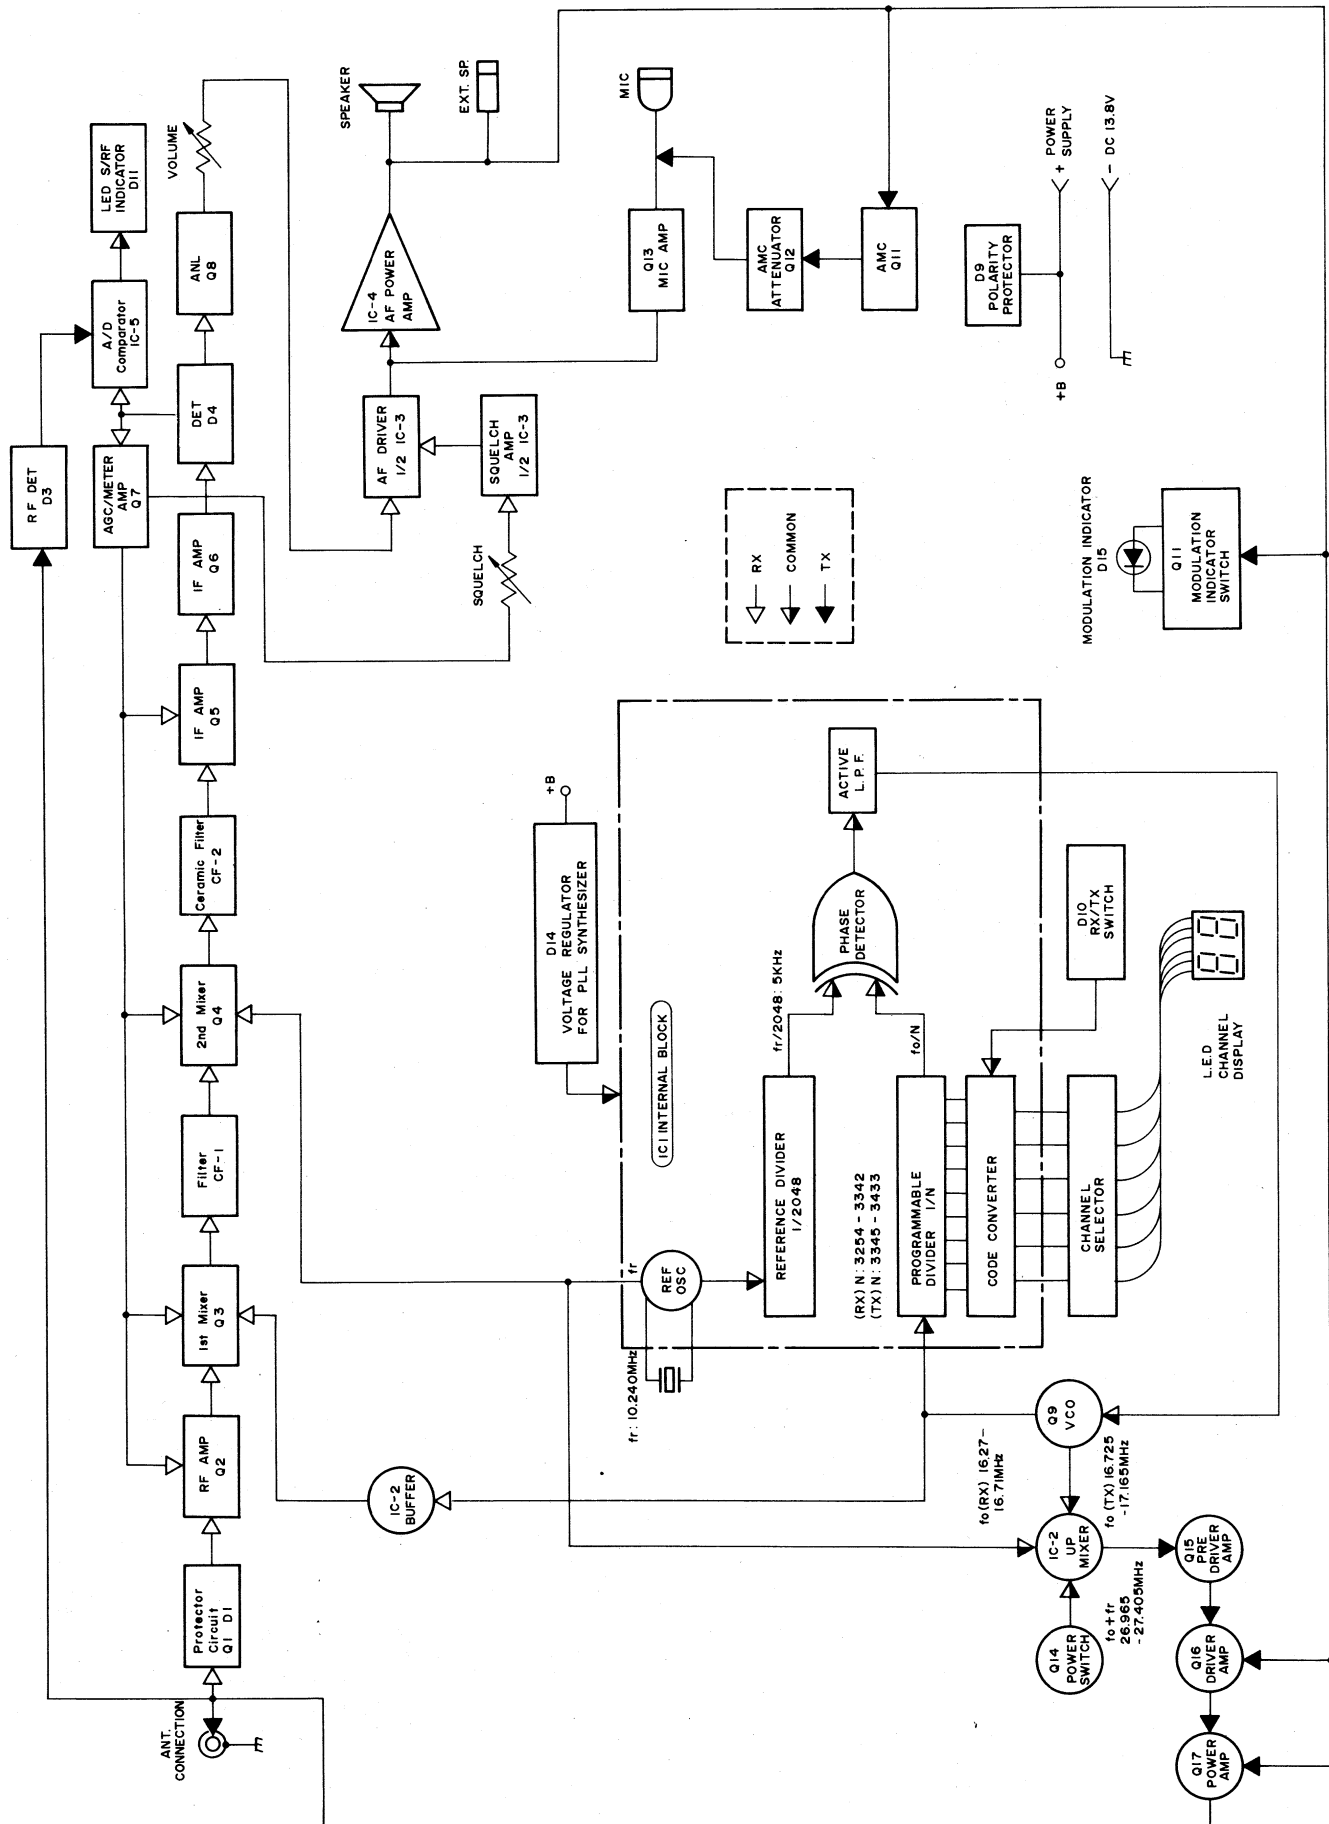 ANT.
CONNECTION
Protector
Circuit
Q1 D1
RF AMP
Q2
1st Mixer
Q3
Filter
CF-1
2nd Mixer
Q4
Ceramic Filter
CF-2
IF AMP
Q5
IF AMP
Q6
DET
D4
ANL
Q8
VOLUME
RF DET
D3
AGC/METER
AMP
Q7
A/D
Comparator
IC-5
LED S/RF
INDICATOR
D11
SPEAKER
EXT. SP.
IC-4
AF POWER
AMP
AF DRIVER
1/2 IC-3
SQUELCH
AMP
1/2 IC-3
SQUELCH
MIC
Q13
MIC AMP
AMC
ATTENUATOR
Q12
AMC
Q11
D9
POLARITY
PROTECTOR
+ POWER
SUPPLY
- DC 13.8V
+B
RX
COMMON
TX
MODULATION INDICATOR
D15
Q11
MODULATION
INDICATOR
SWITCH
+B
D14
VOLTAGE REGULATOR
FOR PLL SYNTHESIZER
IC1 INTERNAL BLOCK
ACTIVE
L.P.F.
PHASE
DETECTOR
fr/2048: 5KHz
fo/N
REFERENCE DIVIDER
1/2048
REF
OSC
fr
fr: 10.240MHz
(RX) N: 3254 - 3342
(TX) N: 3345 - 3433
PROGRAMMABLE
DIVIDER 1/N
CODE CONVERTER
CHANNEL
SELECTOR
D10
RX/TX
SWITCH
L.E.D
CHANNEL
DISPLAY
88
IC-2
BUFFER
Q9
VCO
fo(RX) 16.27-
16.71MHz
fo(TX) 16.725
-17.165MHz
IC-2
UP
MIXER
Q14
POWER
SWITCH
fo+fr
26.965
-27.405MHz
Q15
PRE
DRIVER
AMP
Q16
DRIVER
AMP
Q17
POWER
AMP